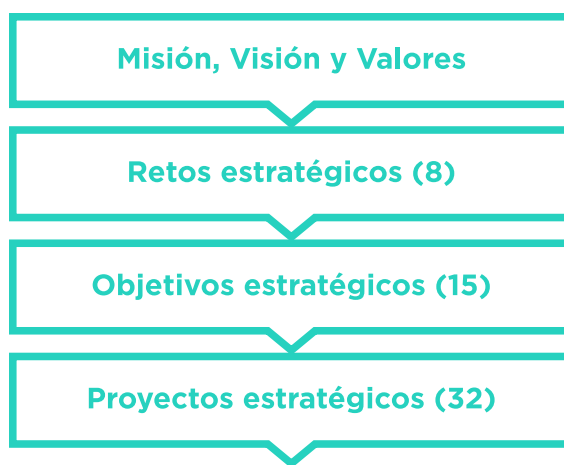 Misión, Visión y Valores
Retos estratégicos (8)
Objetivos estratégicos (15)
Proyectos estratégicos (32)